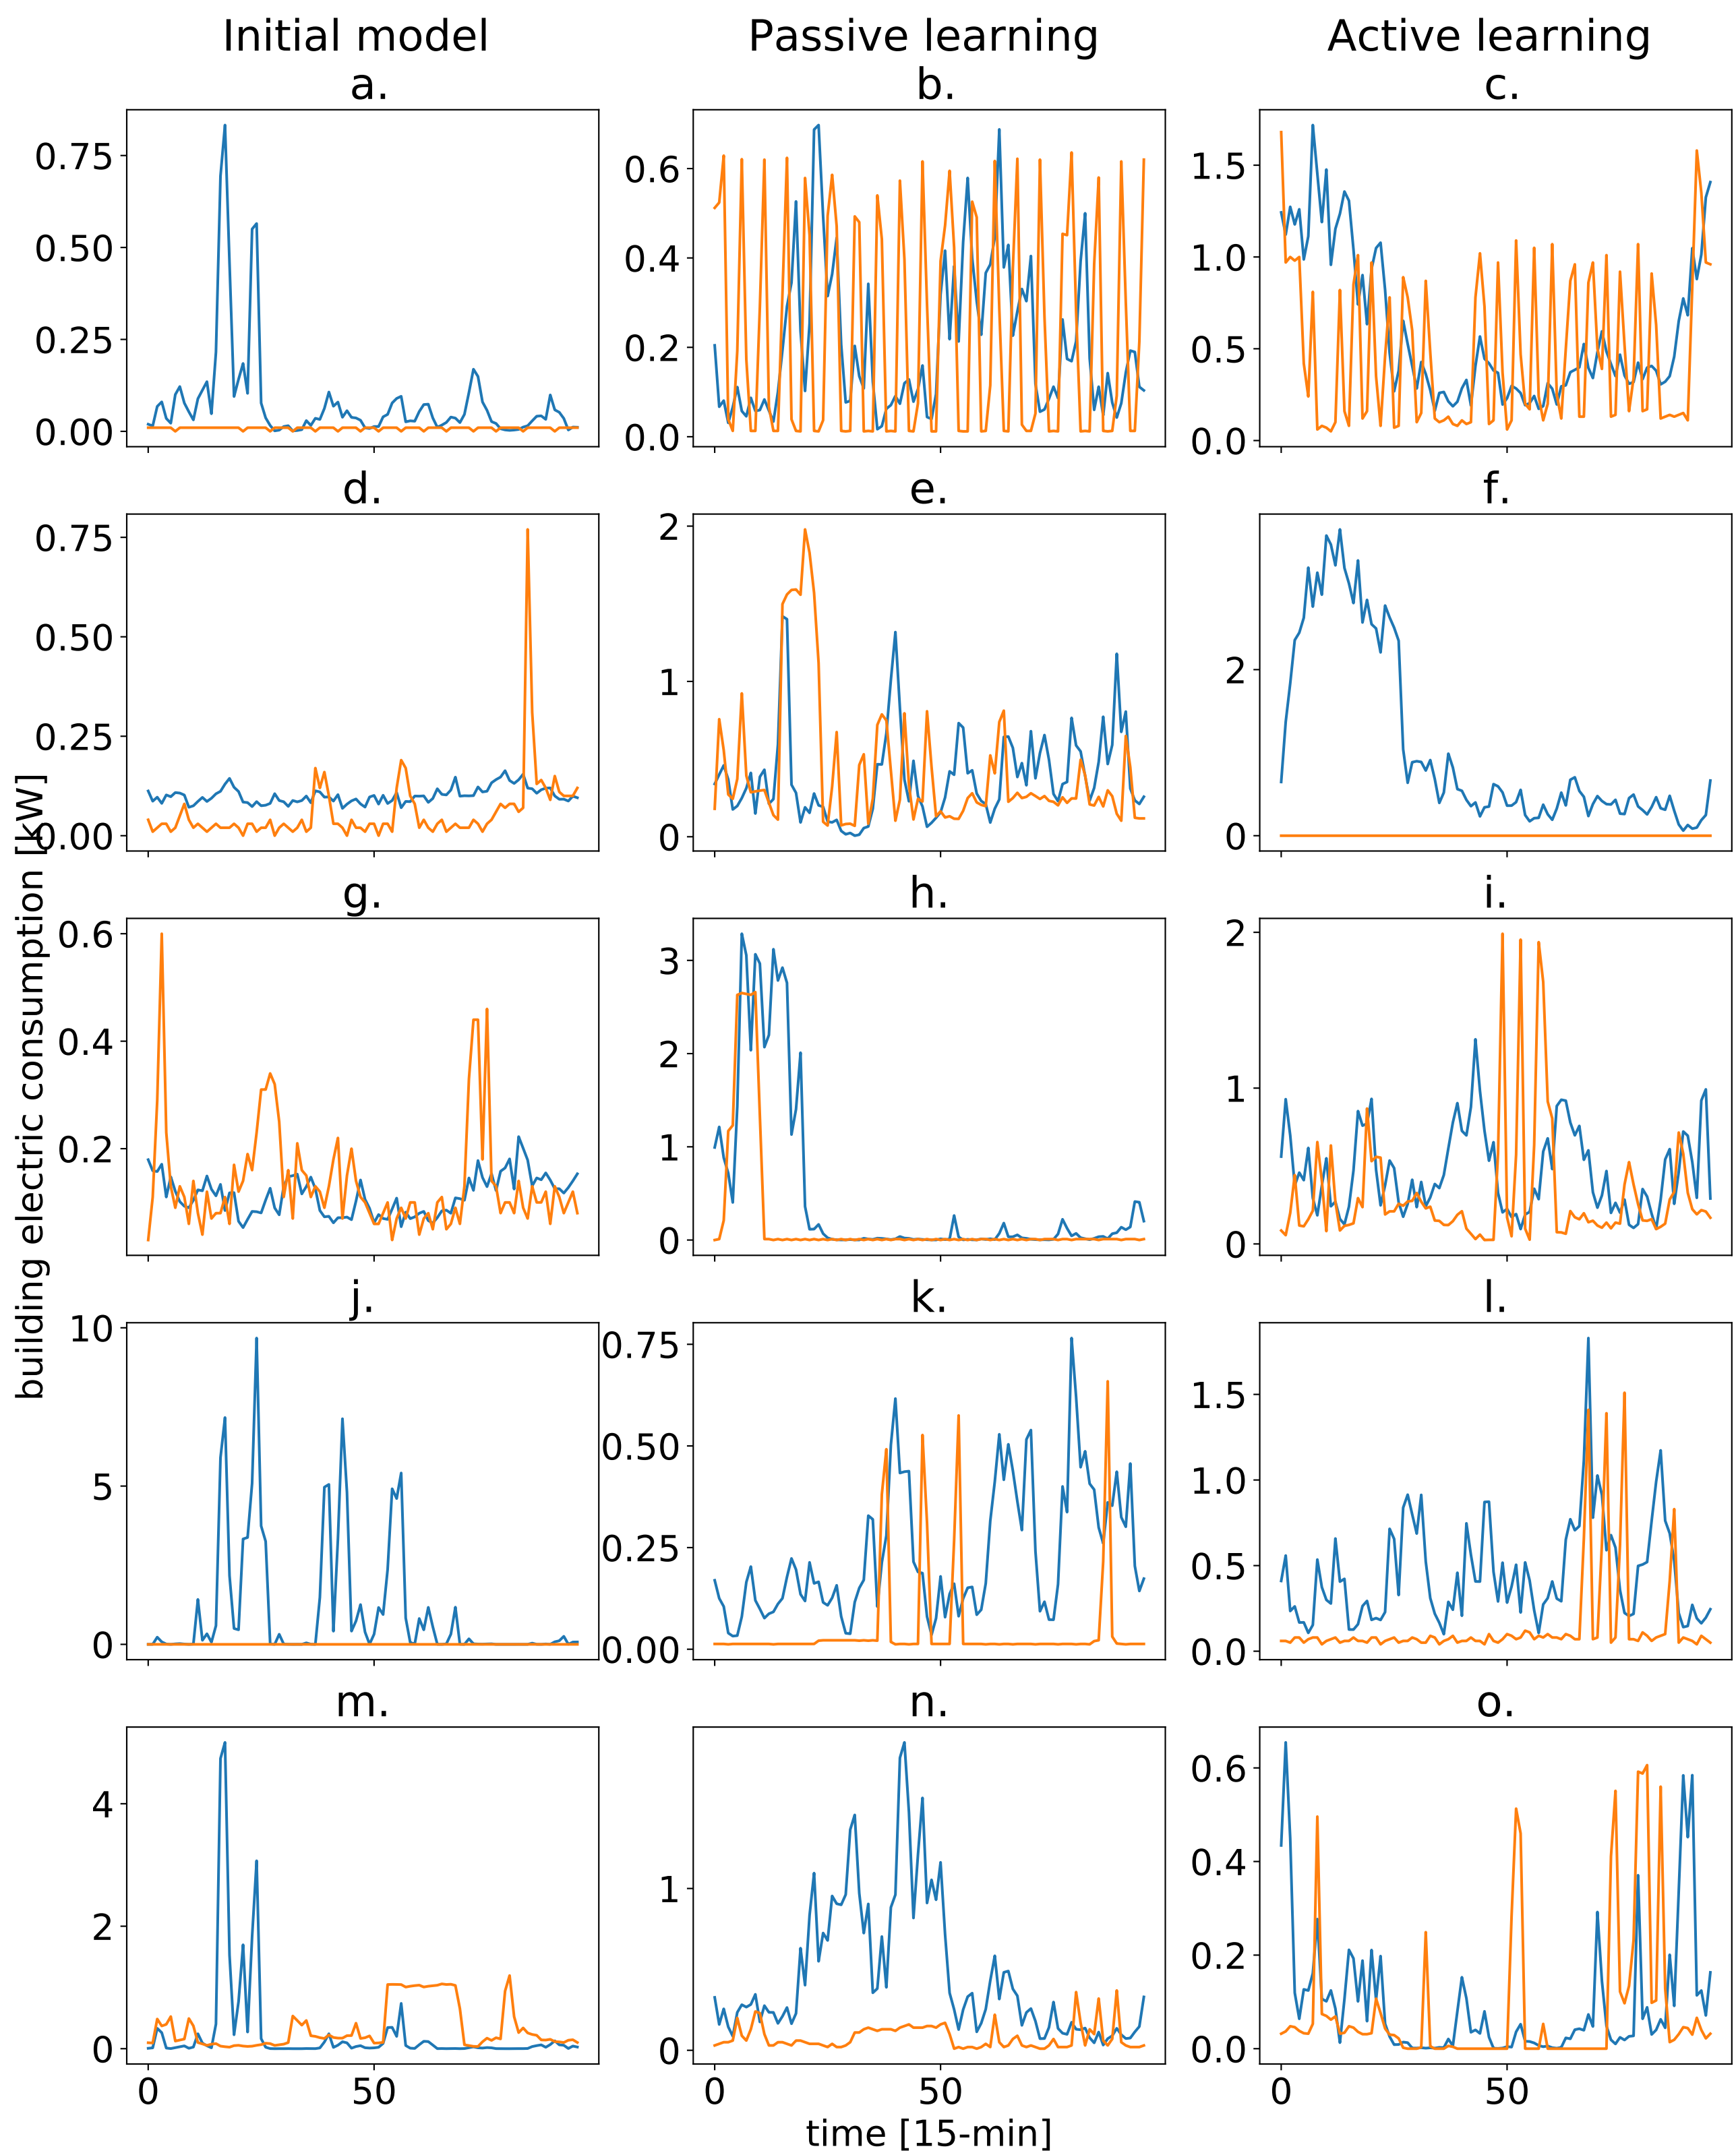 Initial model
Passive learning
Active learning
a.
b.
c.
0.75
0.50
0.25
0.00
0.6
0.4
0.2
0.0
1.5
1.0
0.5
0.0
d.
e.
f.
0.75
0.50
0.25
0.00
2
1
0
2
0
building electric consumption [kW]
g.
h.
i.
0.6
0.4
0.2
3
2
1
0
2
1
0
j.
k.
l.
10
5
0
0.75
0.50
0.25
0.00
1.5
1.0
0.5
0.0
m.
n.
o.
4
2
0
1
0
0.6
0.4
0.2
0.0
0
50
0
50
0
50
time [15-min]